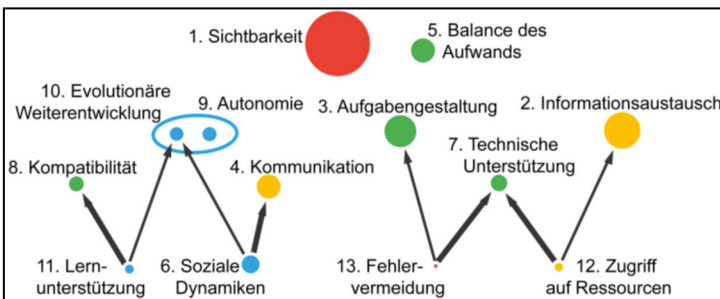 1. Sichtbarkeit
5. Balance des
Aufwands
10. Evolutionäre
Weiterentwicklung
9. Autonomie
3. Aufgabengestaltung
2. Informationsaustausch
8. Kompatibilität
4. Kommunikation
7. Technische
Unterstützung
11. Lern-
unterstützung
6. Soziale
Dynamiken
13. Fehler-
vermeidung
12. Zugriff
auf Ressourcen